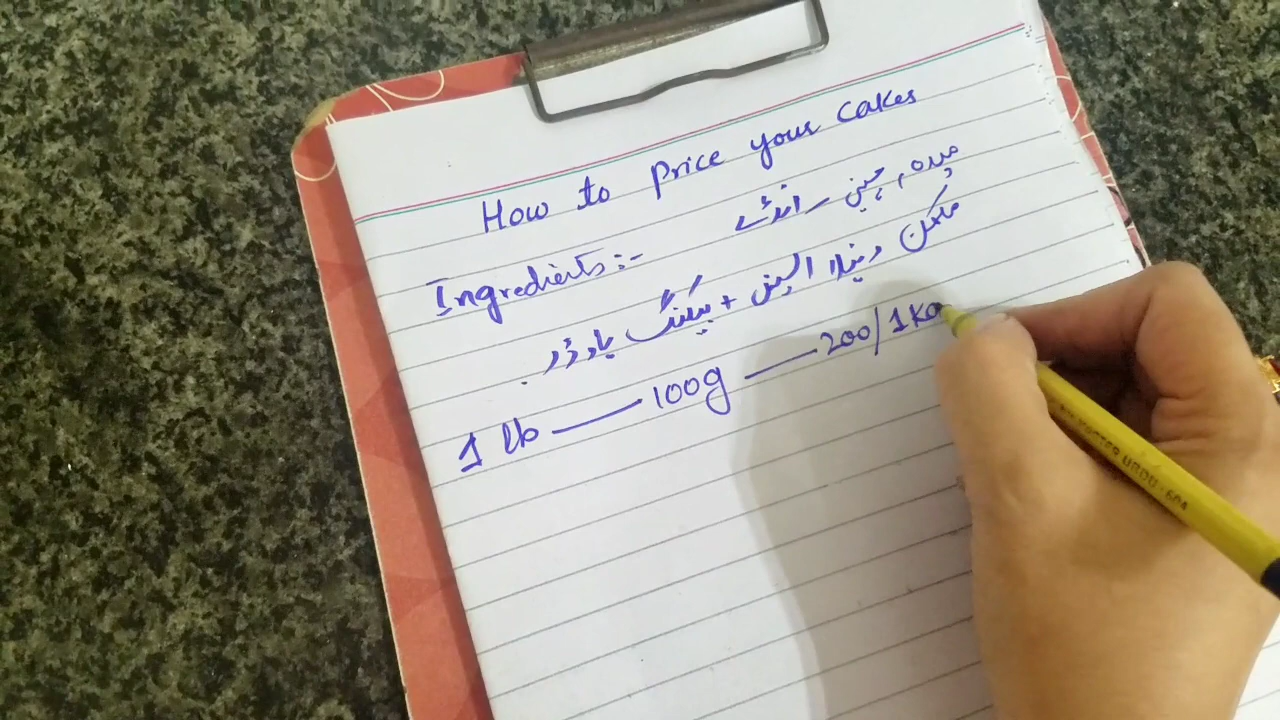 How to Price your Cakes
Ingredients:-
میدہ، چینی – انڈے
مکھن ونیلا ایسنس + بیکنگ پاوڈر.
1 lb — 100g — 200/1KG